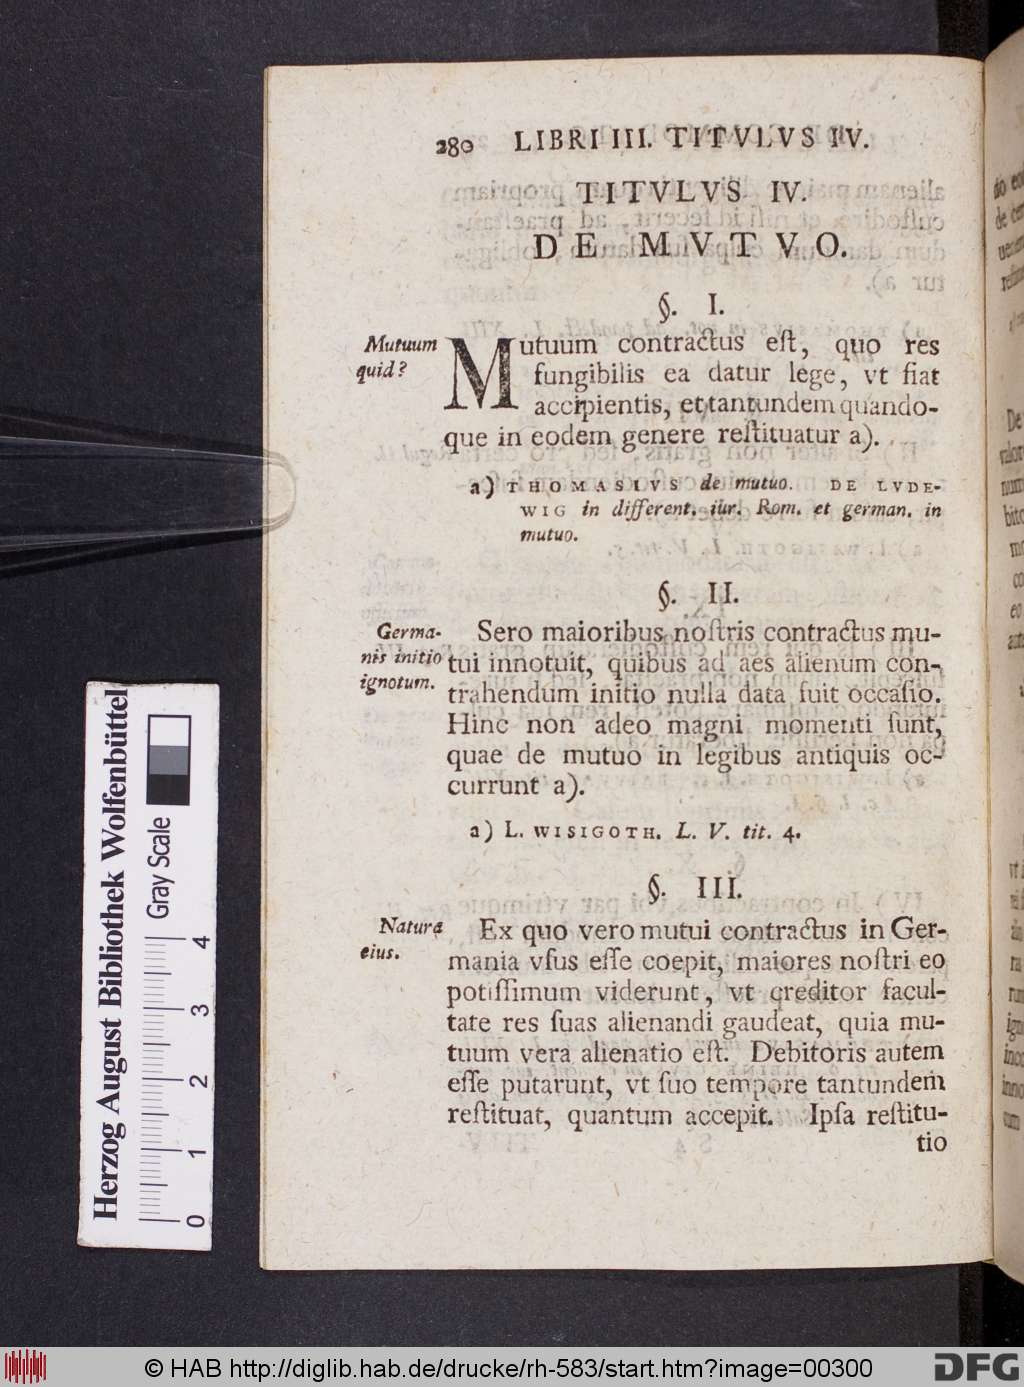 280 LIBRI III. TITVLVS IV.
TITVLVS IV.
DE MVTVO.
§. I.
Mutuum
quid?
Mutuum contractus eſt, quo res
fungibilis ea datur lege, vt fiat
accipientis, et tantundem quando-
que in eodem genere reſtituatur a).
a) THOMASIVS de mutuo. DE LVDE-
WIG in different. iur. Rom. et german. in
mutuo.
§. II.
Germa-
nis initio
ignotum.
Sero maioribus noſtris contractus mu-
tui innotuit, quibus ad aes alienum con-
trahendum initio nulla data fuit occaſio.
Hinc non adeo magni momenti ſunt,
quae de mutuo in legibus antiquis oc-
currunt a).
a) L. WISIGOTH. L. V. tit. 4.
§. III.
Natura
eius.
Ex quo vero mutui contractus in Ger-
mania vſus eſſe coepit, maiores noſtri eo
potiſſimum viderunt, vt creditor facul-
tate res ſuas alienandi gaudeat, quia mu-
tuum vera alienatio eſt. Debitoris autem
eſſe putarunt, vt ſuo tempore tantundem
reſtituat, quantum accepit. Ipſa reſtitu-
tio
Herzog August Bibliothek Wolfenbüttel
Gray Scale
0 1 2 3 4
© HAB http://diglib.hab.de/drucke/rh-583/start.htm?image=00300
DFG